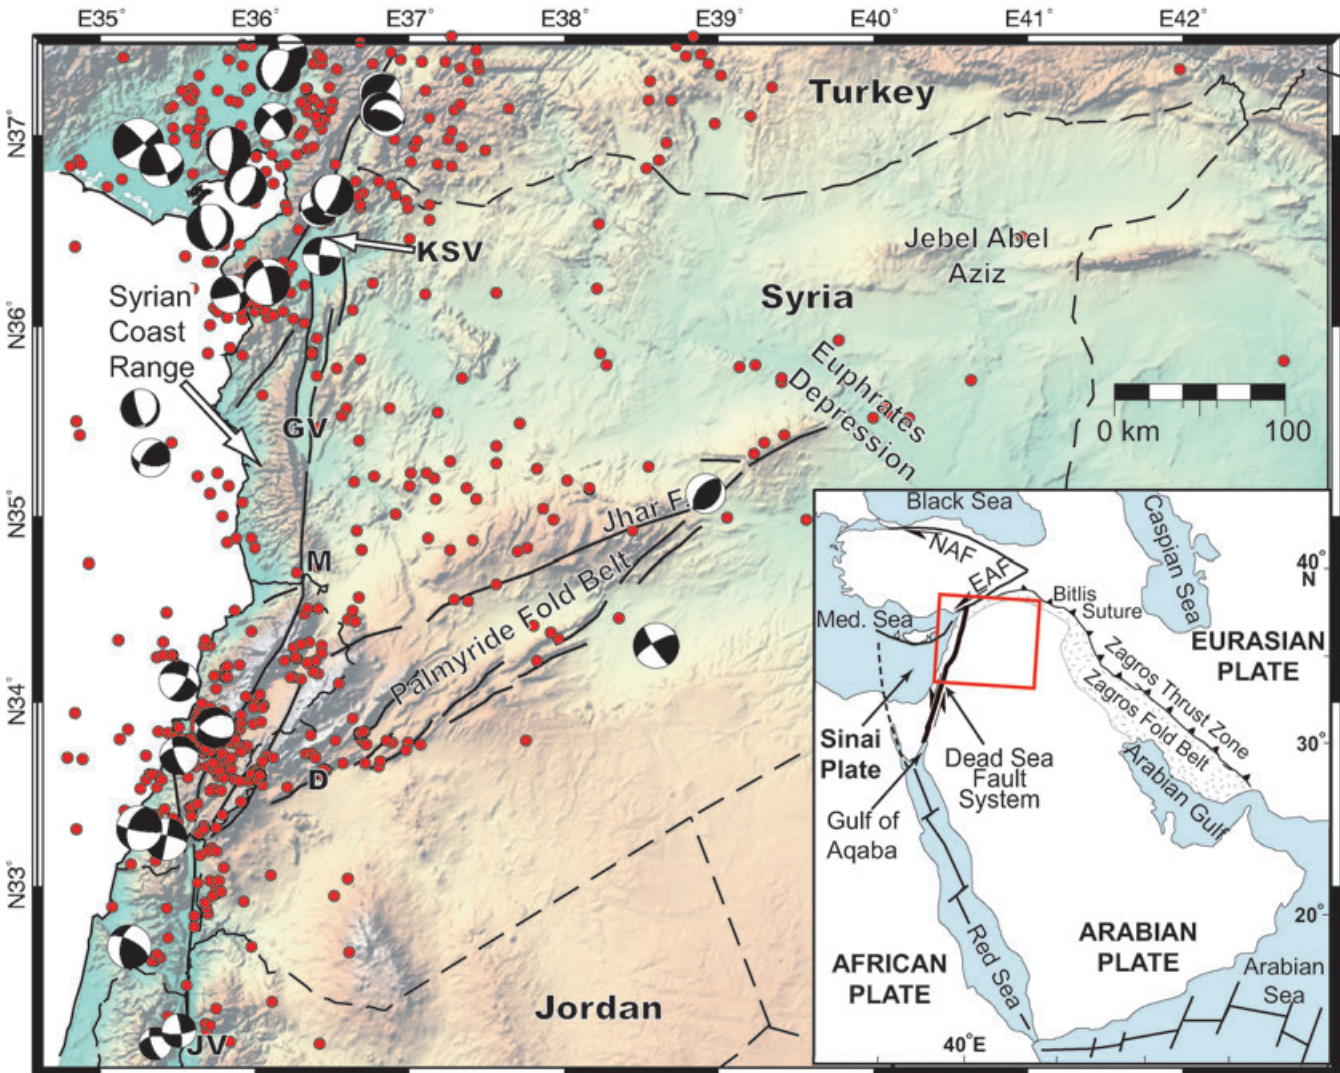 E35° E36° E37° E38° E39° E40° E41° E42°
N37°
N36°
N35°
N34°
N33°
Turkey
KSV
Jebel Abel
Aziz
Syria
Syrian
Coast
Range
Euphrates
Depression
GV
0 km 100
Jhar F.
M
Palmyride Fold Belt
D
Jordan
JV
Black Sea
Caspian Sea
NAF
EAF
40°
N
Bitlis
Suture
Med. Sea
EURASIAN
PLATE
Zagros Thrust Zone
Zagros Fold Belt
Sinai
Plate
Dead Sea
Fault
System
30°
Arabian Gulf
Gulf of
Aqaba
20°
ARABIAN
PLATE
AFRICAN
PLATE
Red Sea
Arabian
Sea
40°E